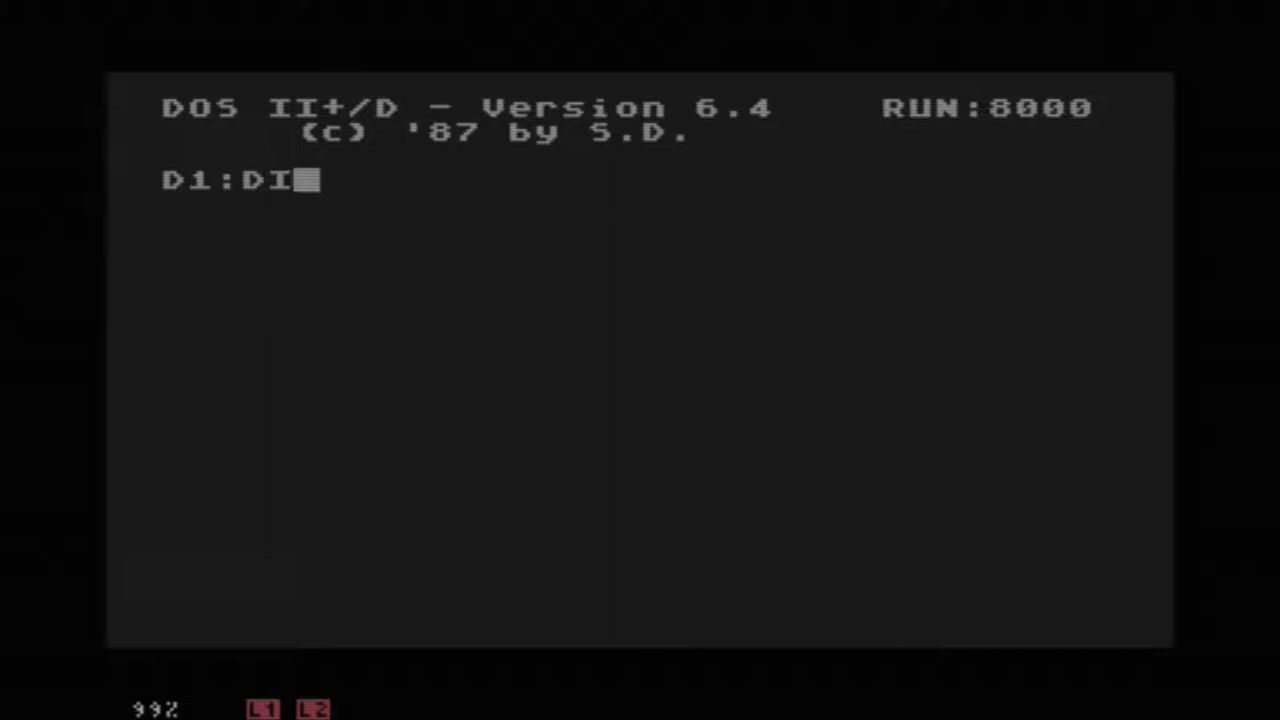 DOS II+/D - Version 6.4 RUN:8000
(c) '87 by S.D.
D1:DI
99% L1 L2